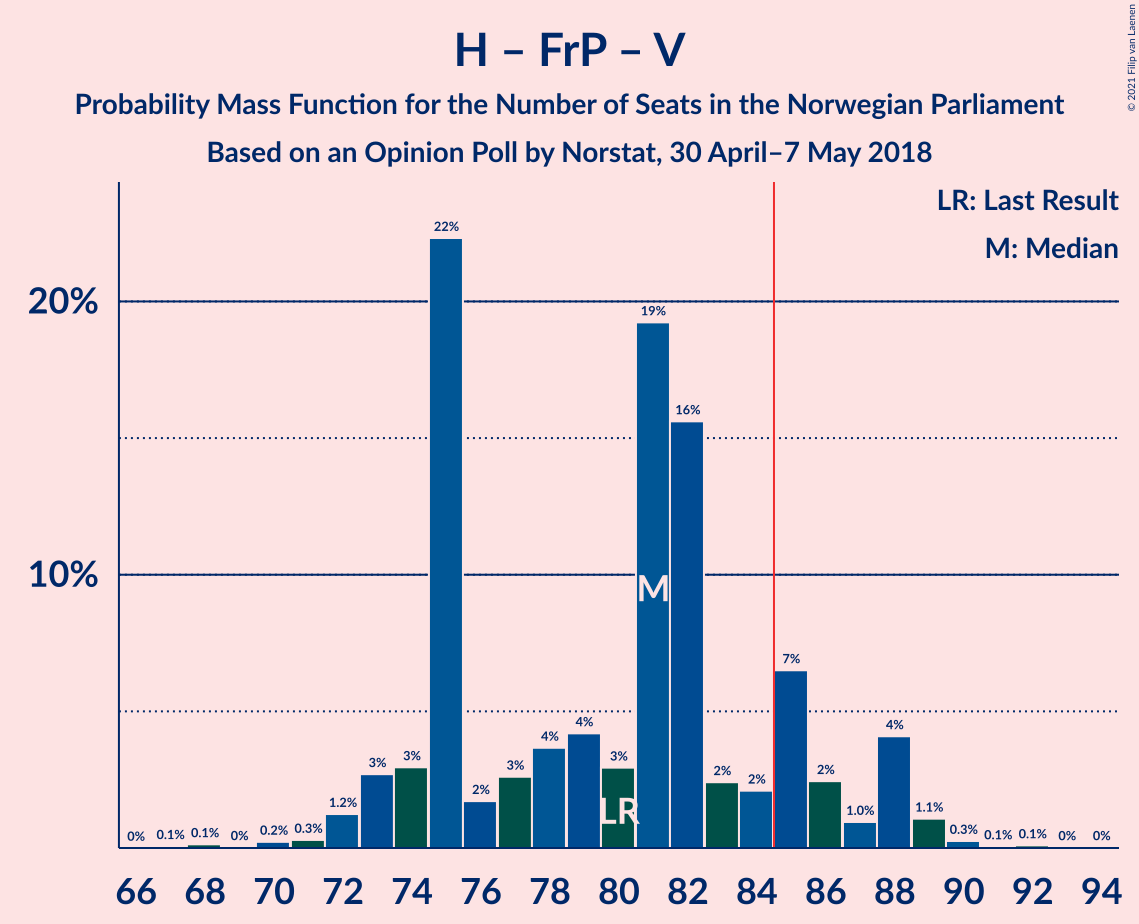 H – FrP – V
Probability Mass Function for the Number of Seats in the Norwegian Parliament
Based on an Opinion Poll by Norstat, 30 April–7 May 2018
© 2021 Filip van Laenen
LR: Last Result
M: Median
20%
10%
0% 0.1% 0.1% 0% 0.2% 0.3% 1.2% 3% 3% 22% 2% 3% 4% 4% 3% 19% 16% 2% 2% 7% 2% 1.0% 4% 1.1% 0.3% 0.1% 0.1% 0% 0%
M
LR
66 68 70 72 74 76 78 80 82 84 86 88 90 92 94